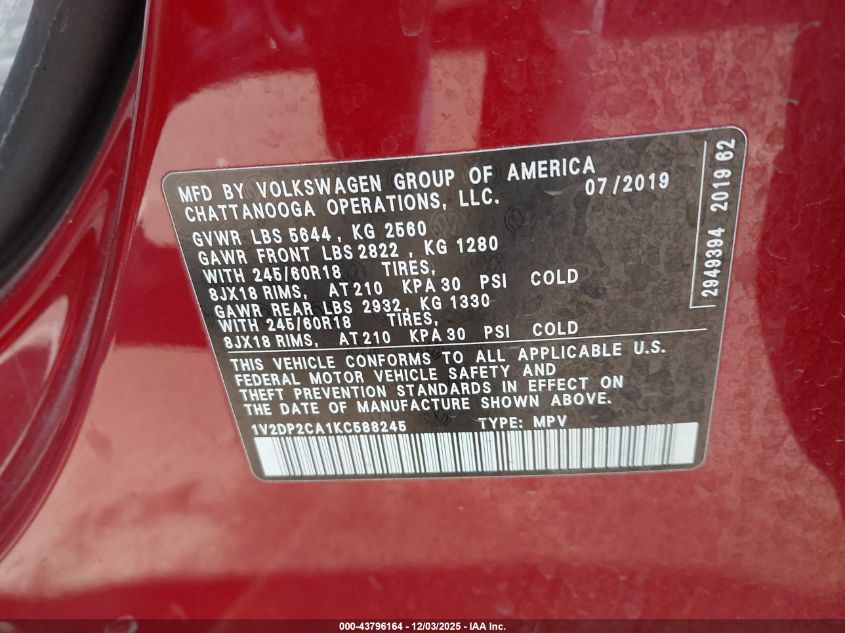 MFD BY VOLKSWAGEN GROUP OF AMERICA
CHATTANOOGA OPERATIONS, LLC. 07/2019
GVWR LBS 5644 , KG 2560
GAWR FRONT LBS 2822 , KG 1280
WITH 245/60R18 TIRES,
8JX18 RIMS, AT 210 KPA 30 PSI COLD
GAWR REAR LBS 2932, KG 1330
WITH 245/60R18 TIRES,
8JX18 RIMS, AT 210 KPA 30 PSI COLD
THIS VEHICLE CONFORMS TO ALL APPLICABLE U.S.
FEDERAL MOTOR VEHICLE SAFETY AND
THEFT PREVENTION STANDARDS IN EFFECT ON
THE DATE OF MANUFACTURE SHOWN ABOVE.
1V2DP2CA1KC588245 TYPE: MPV
2949394 2019 62
000-43796164 - 12/03/2025 - IAA Inc.